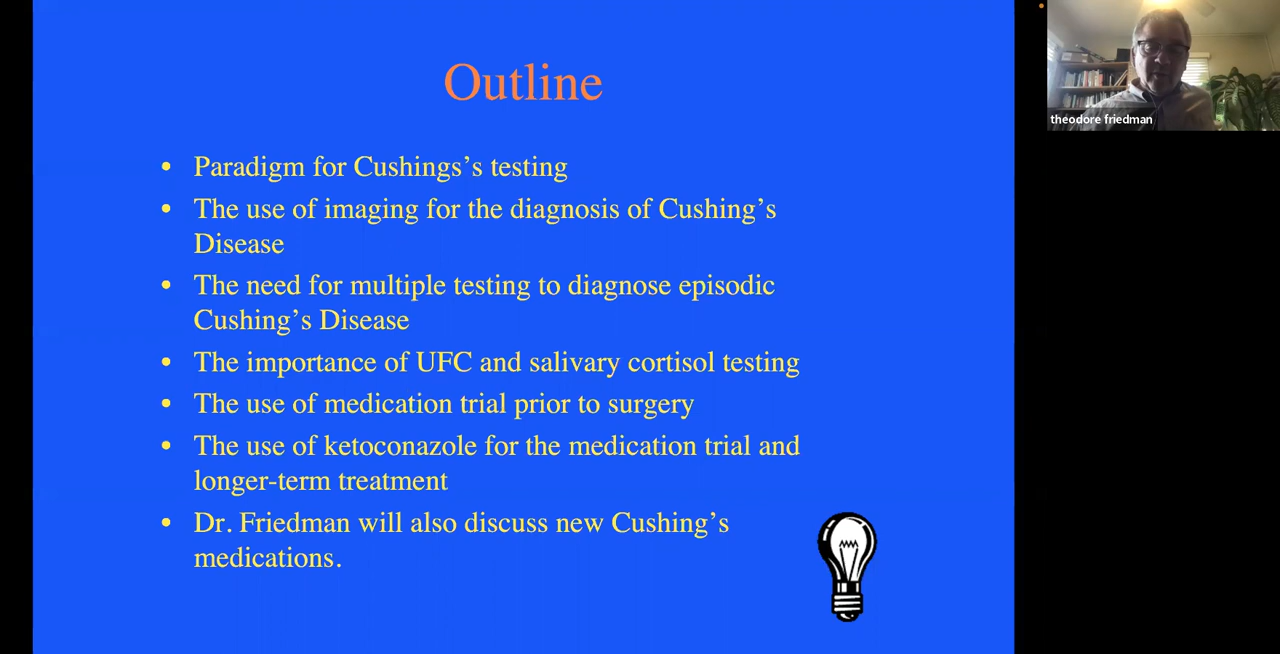 Outline
• Paradigm for Cushings’s testing
• The use of imaging for the diagnosis of Cushing’s
Disease
• The need for multiple testing to diagnose episodic
Cushing’s Disease
• The importance of UFC and salivary cortisol testing
• The use of medication trial prior to surgery
• The use of ketoconazole for the medication trial and
longer-term treatment
• Dr. Friedman will also discuss new Cushing’s
medications.
theodore friedman